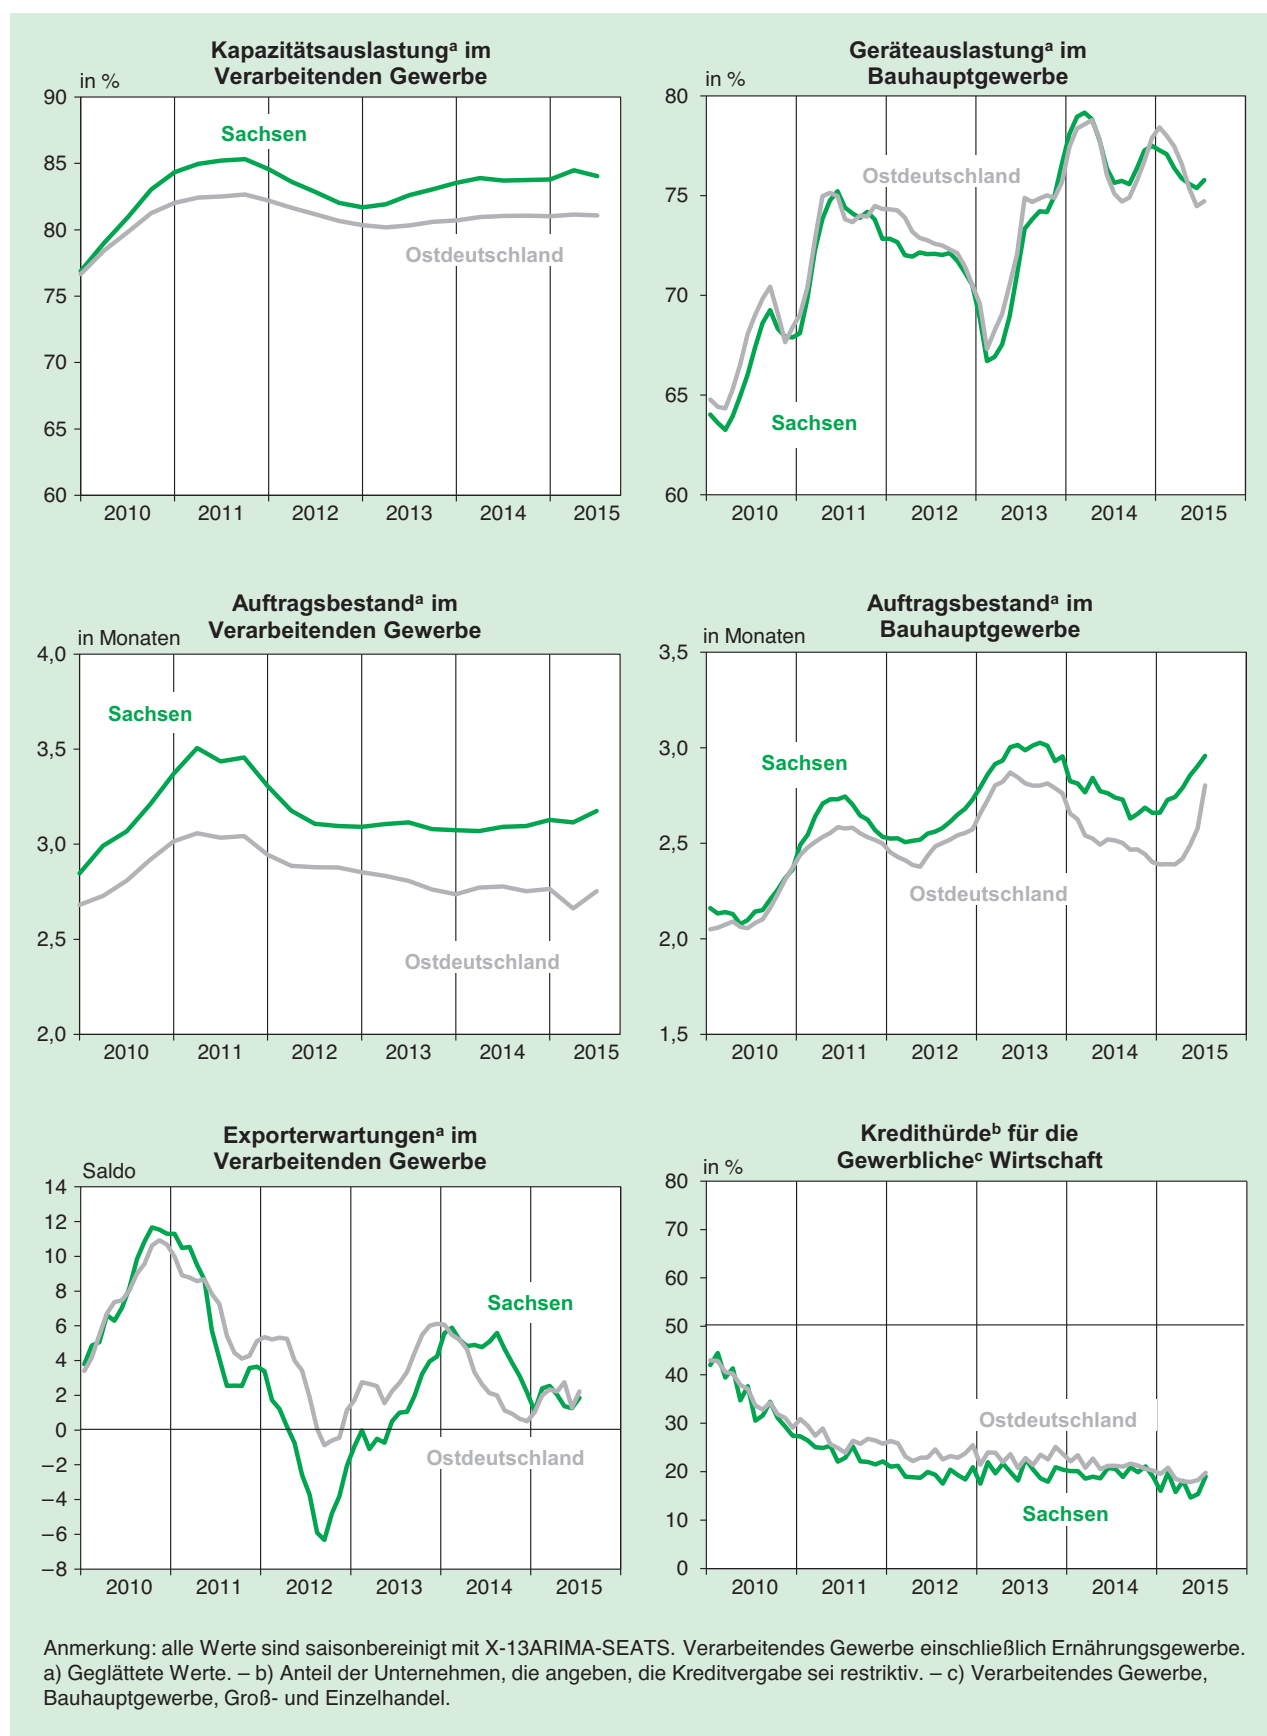 Kapazitätsauslastungᵃ im
Verarbeitenden Gewerbe
in %
90
85
80
75
70
65
60
Sachsen
Ostdeutschland
2010 2011 2012 2013 2014 2015
Geräteauslastungᵃ im
Bauhauptgewerbe
in %
80
75
70
65
60
Ostdeutschland
Sachsen
2010 2011 2012 2013 2014 2015
Auftragsbestandᵃ im
Verarbeitenden Gewerbe
in Monaten
4,0
3,5
3,0
2,5
2,0
Sachsen
Ostdeutschland
2010 2011 2012 2013 2014 2015
Auftragsbestandᵃ im
Bauhauptgewerbe
in Monaten
3,5
3,0
2,5
2,0
1,5
Sachsen
Ostdeutschland
2010 2011 2012 2013 2014 2015
Exporterwartungenᵃ im
Verarbeitenden Gewerbe
Saldo
14
12
10
8
6
4
2
0
−2
−4
−6
−8
Sachsen
Ostdeutschland
2010 2011 2012 2013 2014 2015
Kredithürdeᵇ für die
Gewerblicheᶜ Wirtschaft
in %
80
70
60
50
40
30
20
10
0
Ostdeutschland
Sachsen
2010 2011 2012 2013 2014 2015
Anmerkung: alle Werte sind saisonbereinigt mit X-13ARIMA-SEATS. Verarbeitendes Gewerbe einschließlich Ernährungsgewerbe.
a) Geglättete Werte. – b) Anteil der Unternehmen, die angeben, die Kreditvergabe sei restriktiv. – c) Verarbeitendes Gewerbe,
Bauhauptgewerbe, Groß- und Einzelhandel.